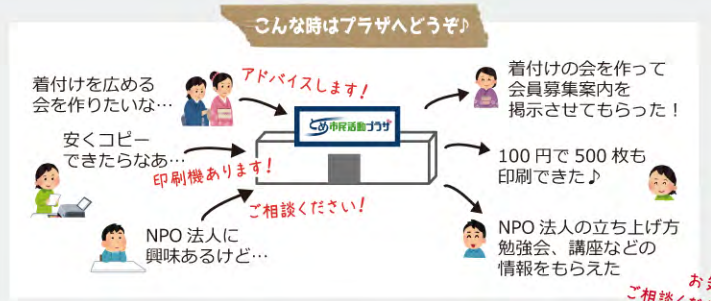 こんな時はプラザへどうぞ♪
着付けを広める
会を作りたいな…
アドバイスします！
安くコピー
できたらなあ…
印刷機あります！
NPO 法人に
興味あるけど…
ご相談ください！
とめ市民活動プラザ
着付けの会を作って
会員募集案内を
掲示させてもらった！
100 円で 500 枚も
印刷できた♪
NPO 法人の立ち上げ方
勉強会、講座などの
情報をもらえた